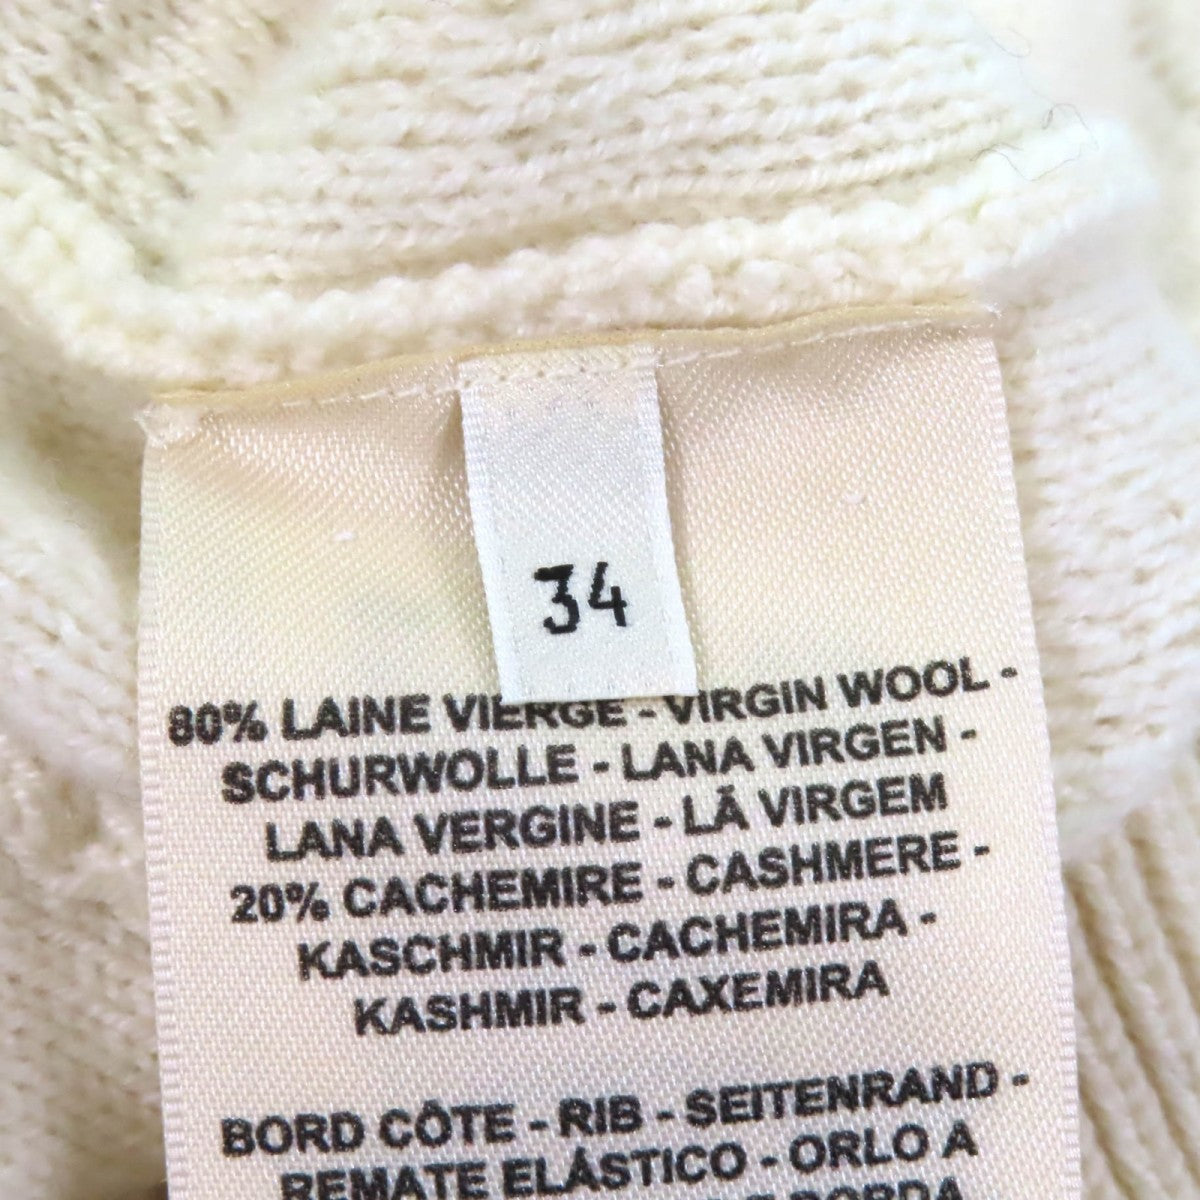 34
80% LAINE VIERGE - VIRGIN WOOL -
SCHURWOLLE - LANA VIRGEN -
LANA VERGINE - LÃ VIRGEM
20% CACHEMIRE - CASHMERE -
KASCHMIR - CACHEMIRA -
KASHMIR - CAXEMIRA
BORD CÔTE - RIB - SEITENRAND -
REMATE ELÁSTICO - ORLO A
BORDA